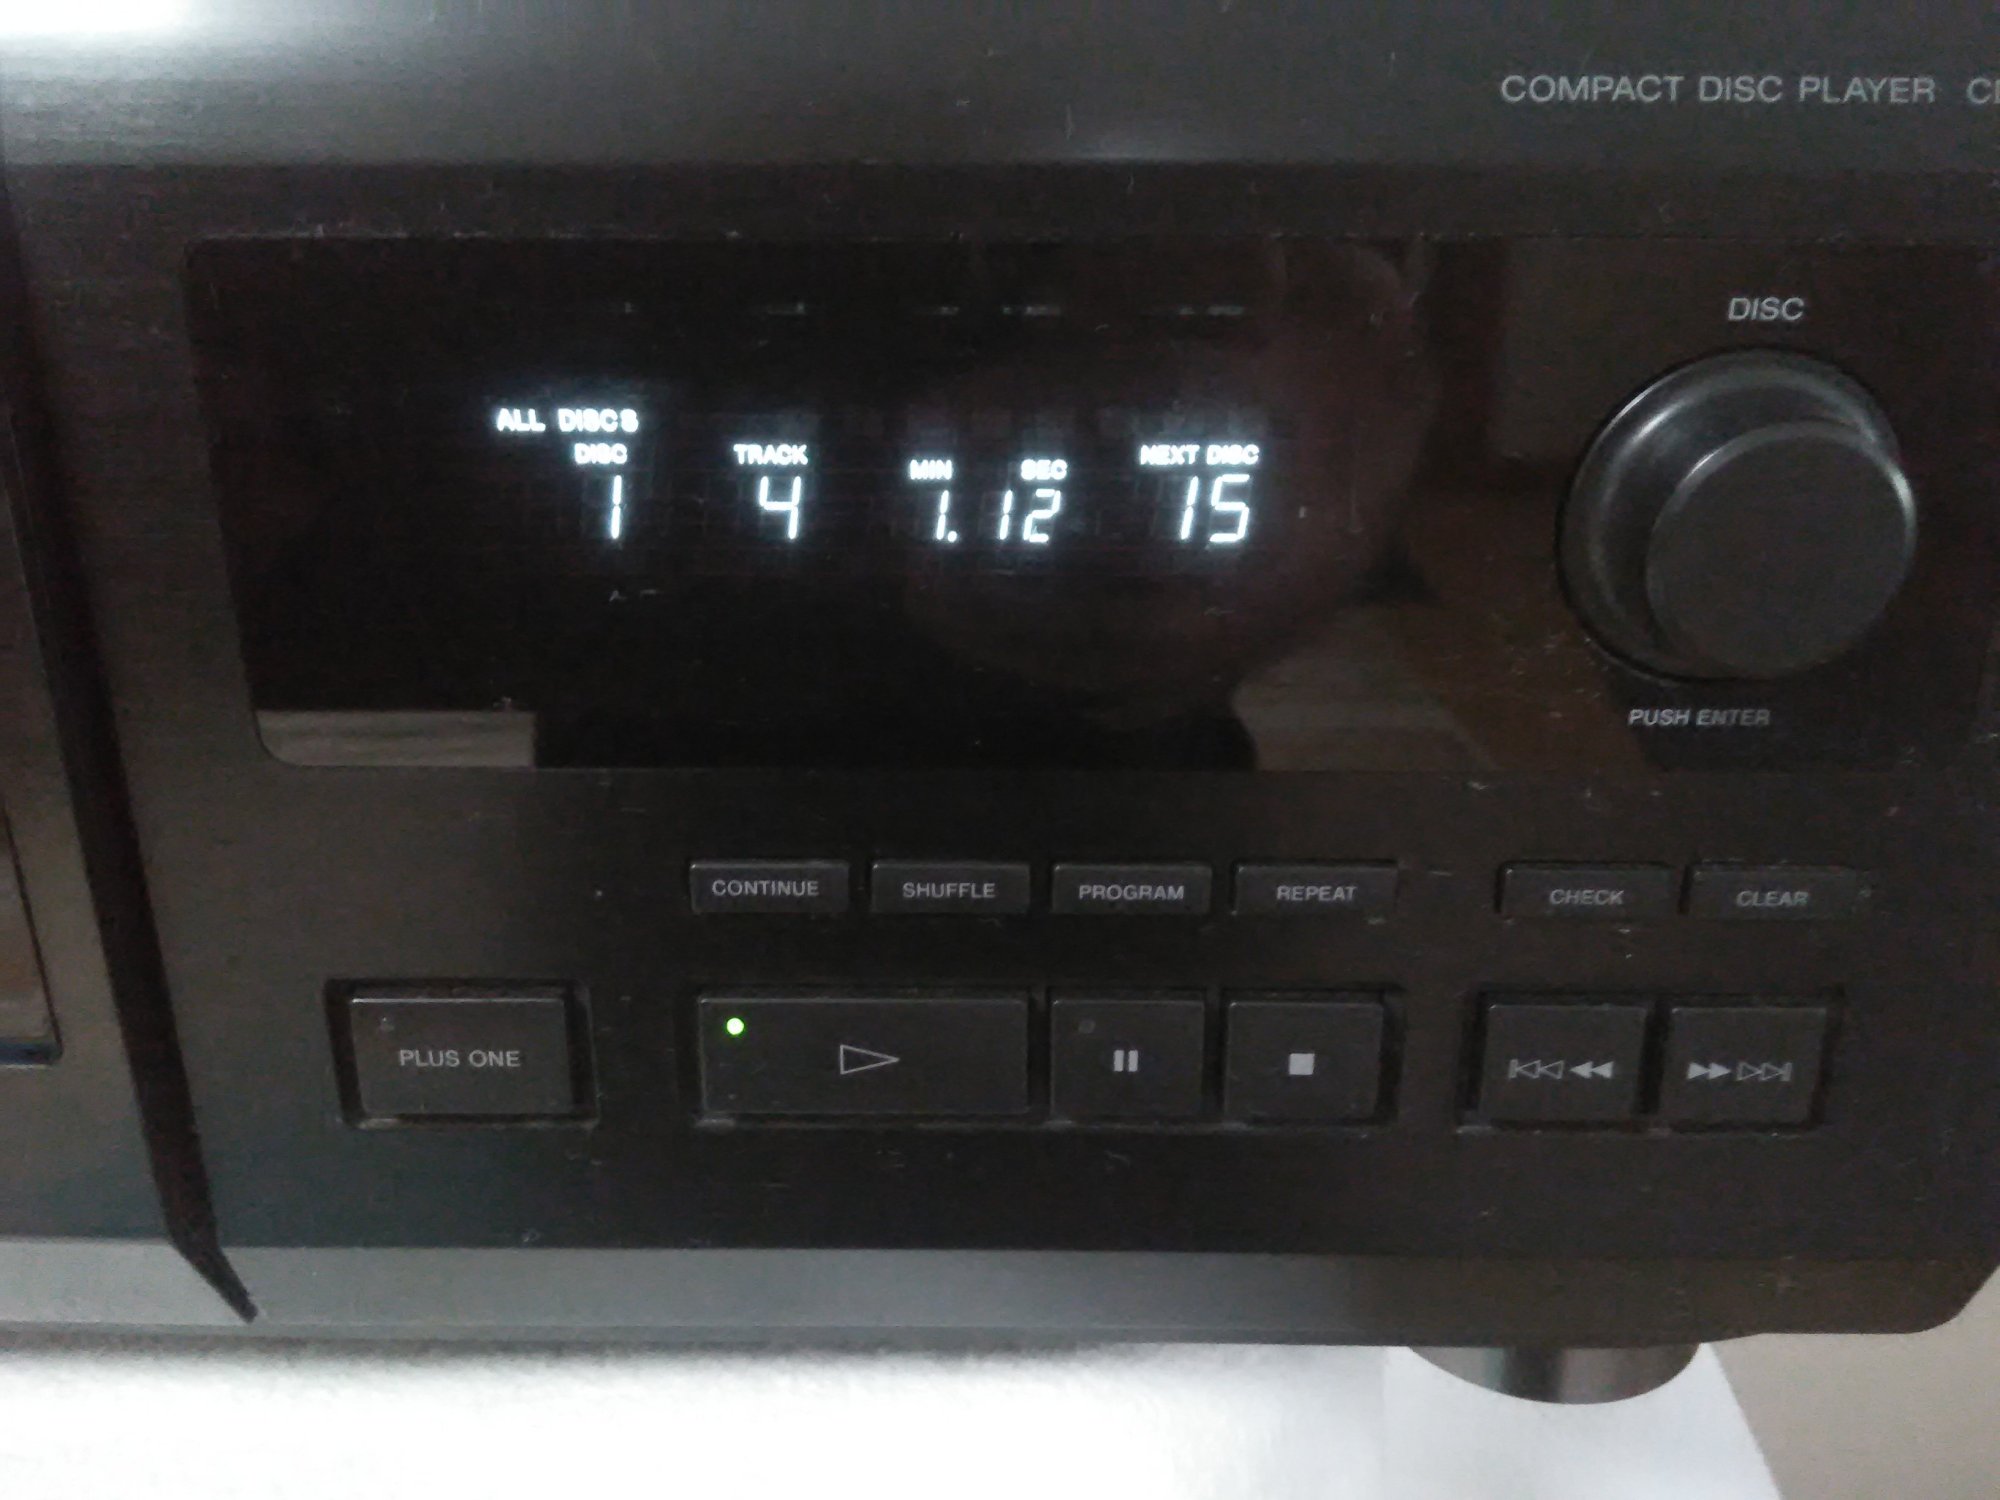 COMPACT DISC PLAYER
DISC
ALL DISCS
DISC TRACK MIN SEC NEXT DISC
1 4 1.12 15
PUSH ENTER
CONTINUE SHUFFLE PROGRAM REPEAT CHECK CLEAR
PLUS ONE